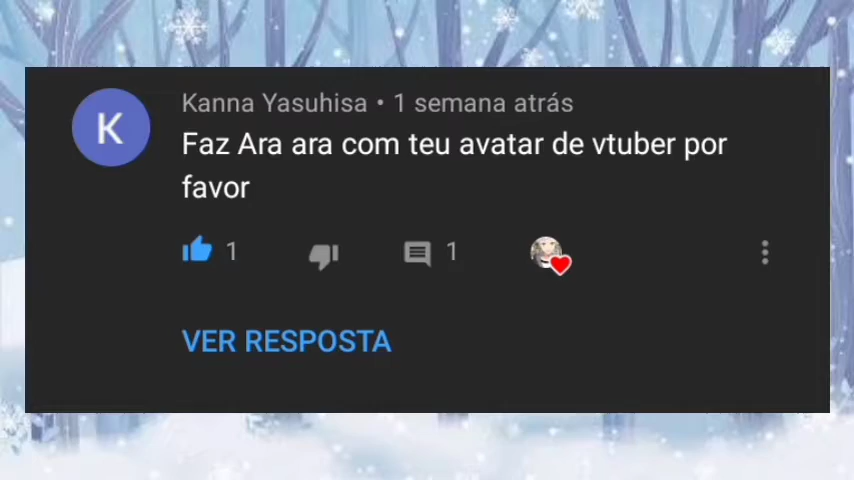 Kanna Yasuhisa • 1 semana atrás
K
Faz Ara ara com teu avatar de vtuber por
favor
1
1
VER RESPOSTA